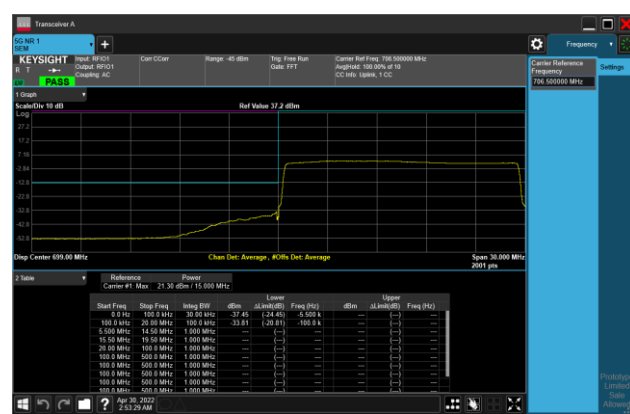 Transceiver A
5G NR 1
SEM
Frequency
KEYSIGHT
Input: RFIO1
Output: RFIO1
Coupling: AC
Corr CCorr
Range: -45 dBm
Trig: Free Run
Gate: FFT
Carrier Ref Freq: 706.500000 MHz
Avg|Hold: 100.00% of 10
CC Info: Uplink, 1 CC
R T
PASS
Carrier Reference
Frequency
706.500000 MHz
Settings
1 Graph
Scale/Div 10 dB
Ref Value 37.2 dBm
Log
27.2
17.2
7.16
-2.84
-12.8
-22.8
-32.8
-42.8
-52.8
Disp Center 699.00 MHz
Chan Det: Average , #Offs Det: Average
Span 30.000 MHz
2001 pts
2 Table
Reference Power
Carrier #1: Max 21.30 dBm / 15.000 MHz
Lower Upper
Start Freq Stop Freq Integ BW dBm ΔLimit(dB) Freq (Hz) dBm ΔLimit(dB) Freq (Hz)
0.0 Hz 100.0 kHz 30.00 kHz -37.45 (-24.45) -5.500 k --- (---) ---
100.0 kHz 20.00 MHz 100.0 kHz -33.81 (-20.81) -100.0 k --- (---) ---
5.500 MHz 14.50 MHz 1.000 MHz --- (---) --- --- (---) ---
15.50 MHz 19.50 MHz 1.000 MHz --- (---) --- --- (---) ---
20.00 MHz 100.0 MHz 1.000 MHz --- (---) --- --- (---) ---
100.0 MHz 500.0 MHz 1.000 MHz --- (---) --- --- (---) ---
100.0 MHz 500.0 MHz 1.000 MHz --- (---) --- --- (---) ---
100.0 MHz 500.0 MHz 1.000 MHz --- (---) --- --- (---) ---
100.0 MHz 500.0 MHz 1.000 MHz --- (---) --- --- (---) ---
100.0 MHz 500.0 MHz 1.000 MHz --- (---) --- --- (---) ---
Prototype
Limited
Sale
Allowed
?
Apr 30, 2022
2:53:29 AM